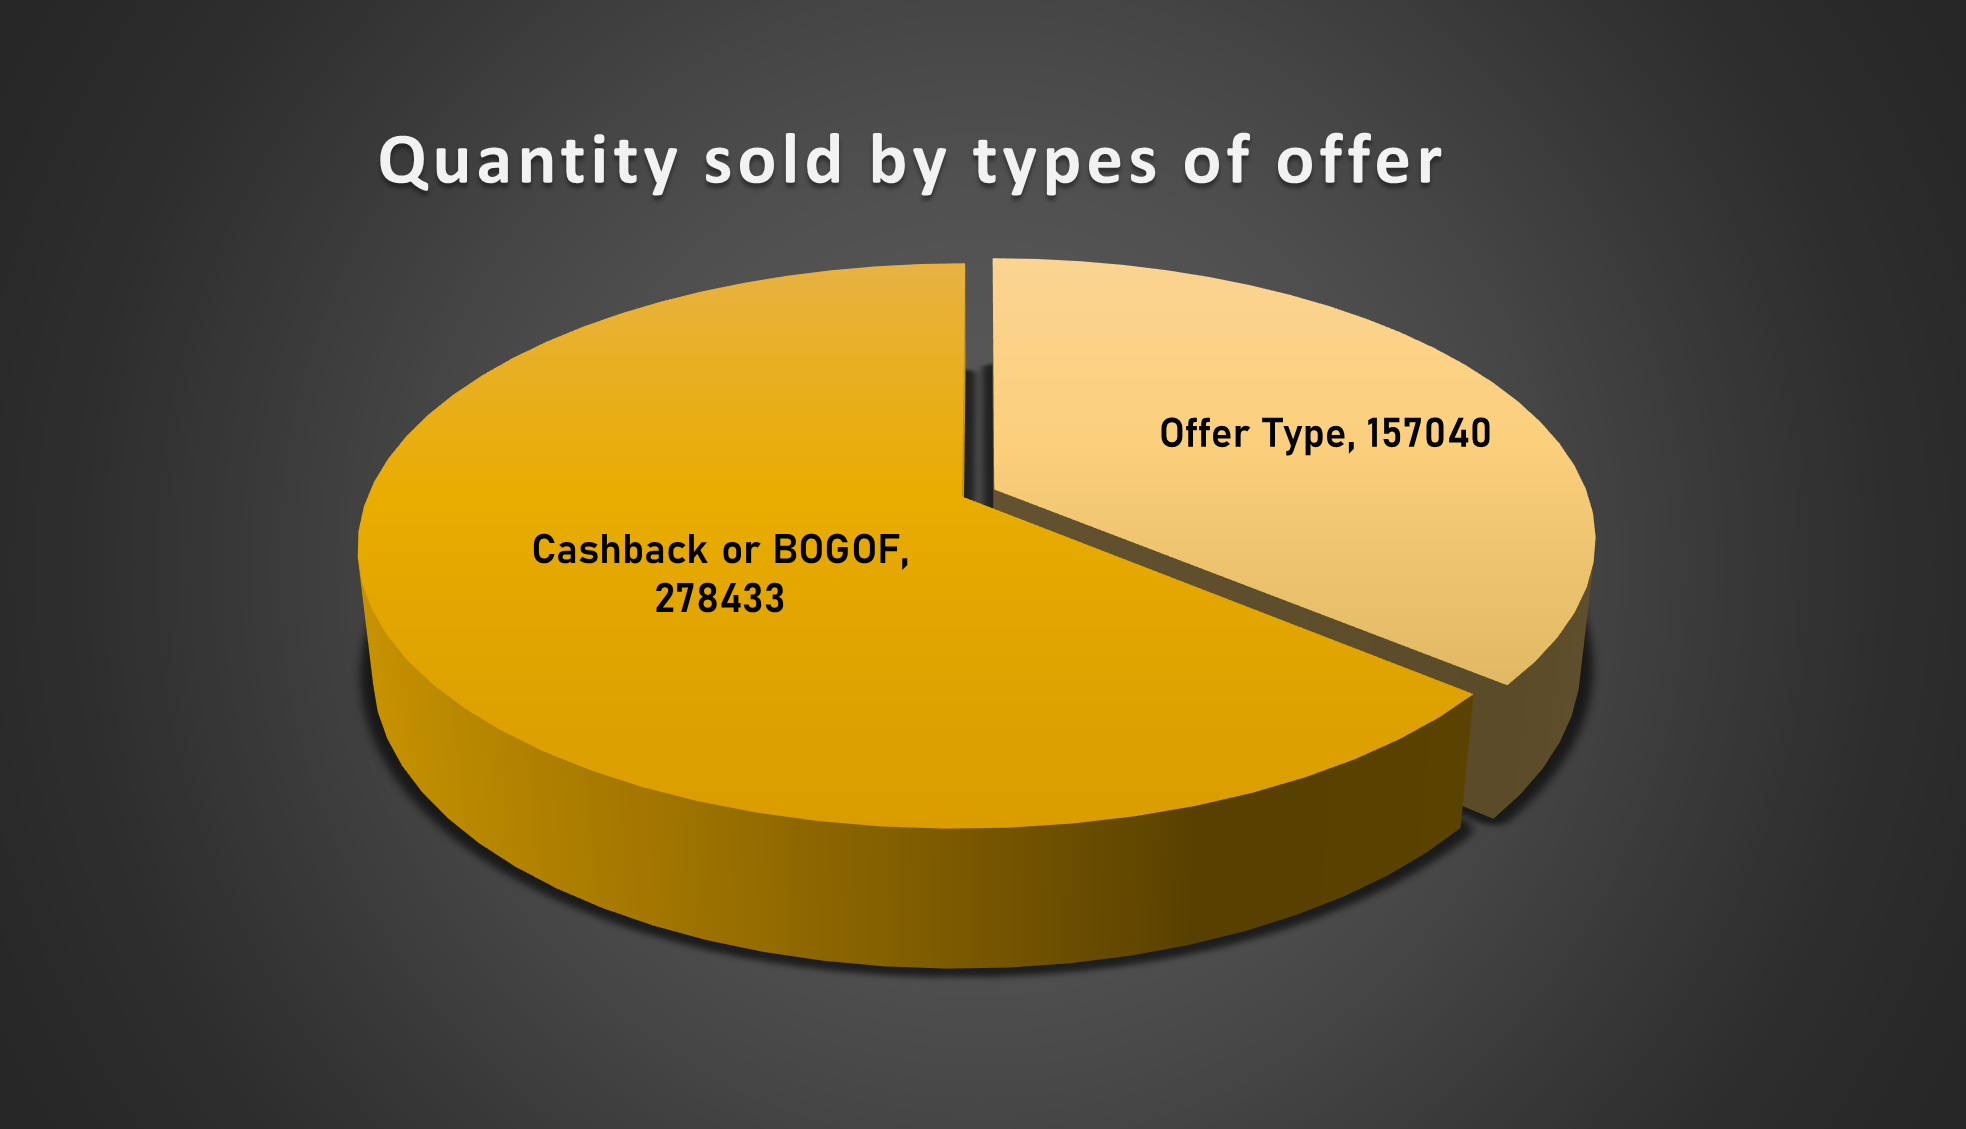 Quantity sold by types of offer
Offer Type, 157040
Cashback or BOGOF,
278433